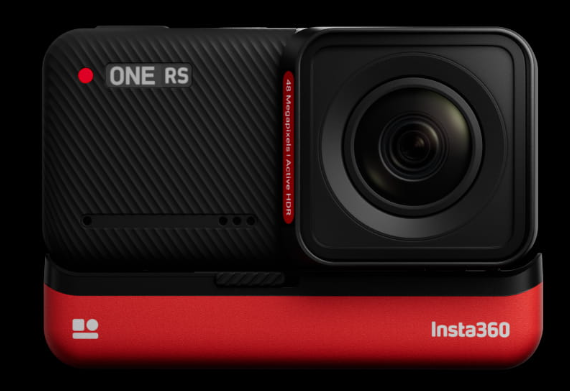 ONE RS
48 Megapixels | Active HDR
Insta360